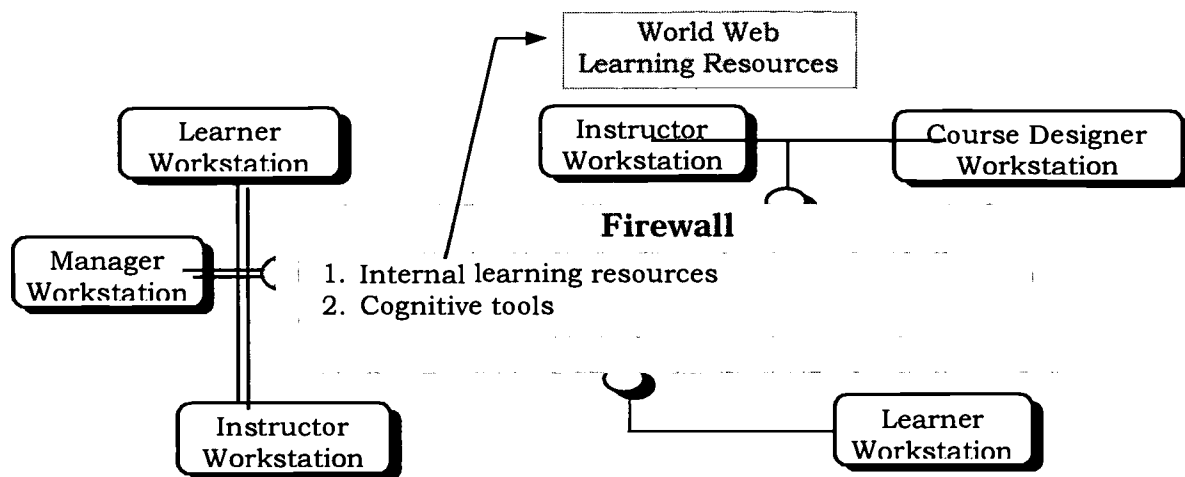 World Web
Learning Resources
Learner
Workstation
Instructor
Workstation
Course Designer
Workstation
Firewall
Manager
Workstation
1. Internal learning resources
2. Cognitive tools
Instructor
Workstation
Learner
Workstation